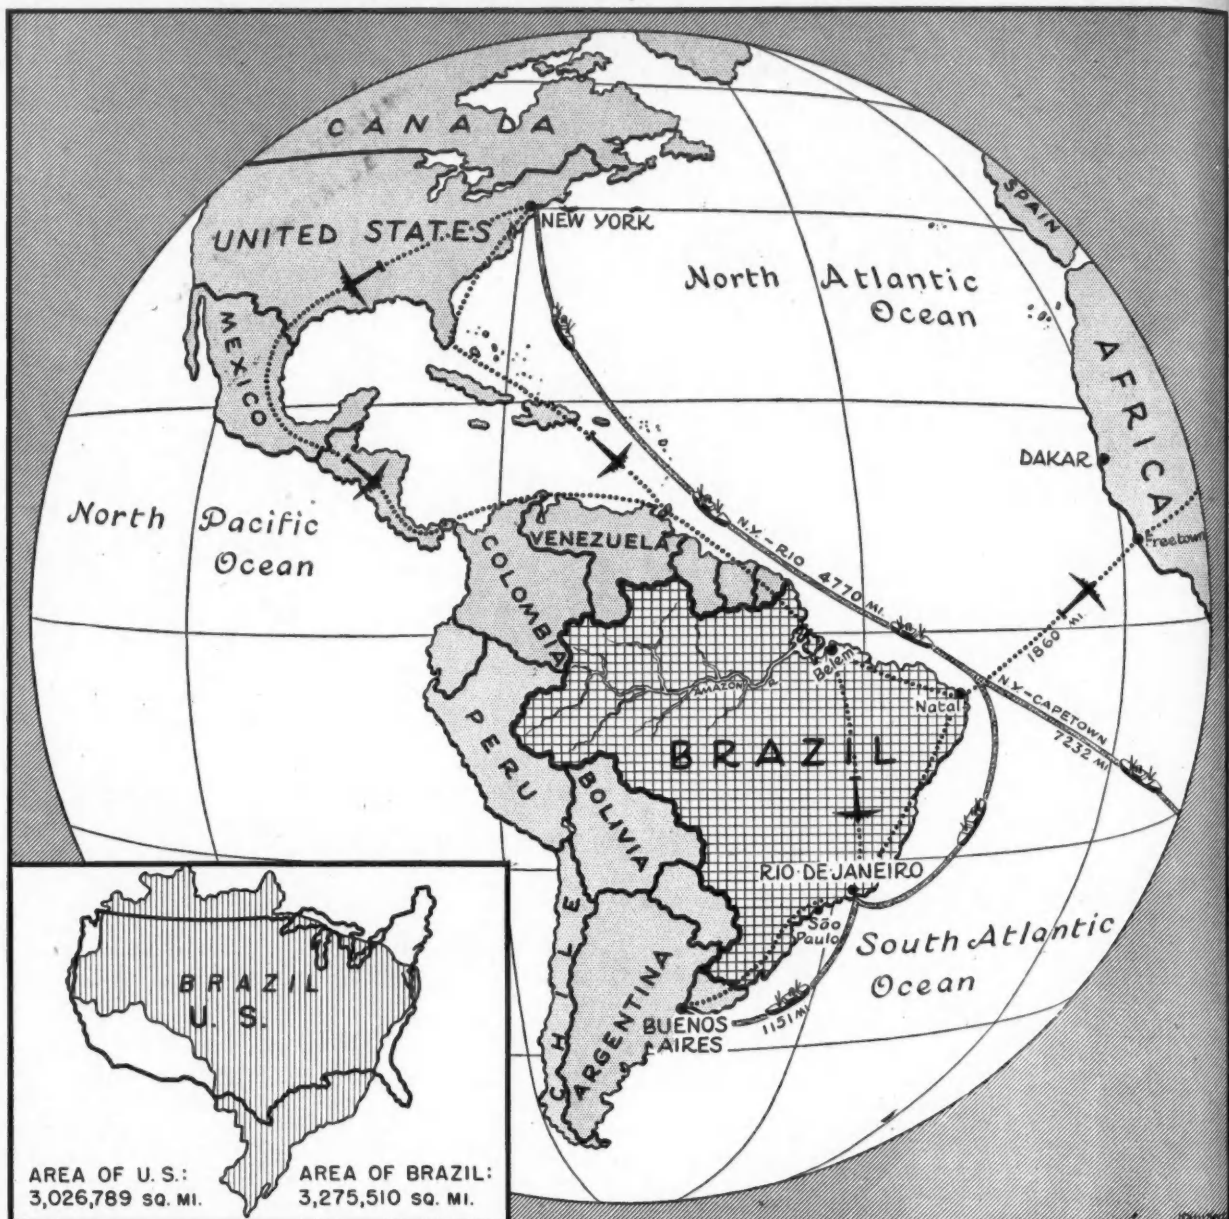 CANADA
UNITED STATES
NEW YORK
SPAIN
North Atlantic
Ocean
MEXICO
AFRICA
DAKAR
North Pacific
Ocean
Freetown
N.Y.-RIO 4770 MI.
VENEZUELA
COLOMBIA
1860 MI.
Belem
AMAZON R.
Natal
N.Y.-CAPETOWN
7232 MI.
BRAZIL
PERU
BOLIVIA
RIO DE JANEIRO
São
Paulo
South Atlantic
Ocean
CHILE
ARGENTINA
1151 MI.
BUENOS
AIRES
BRAZIL
U. S.
AREA OF U.S.:
3,026,789 SQ. MI.
AREA OF BRAZIL:
3,275,510 SQ. MI.